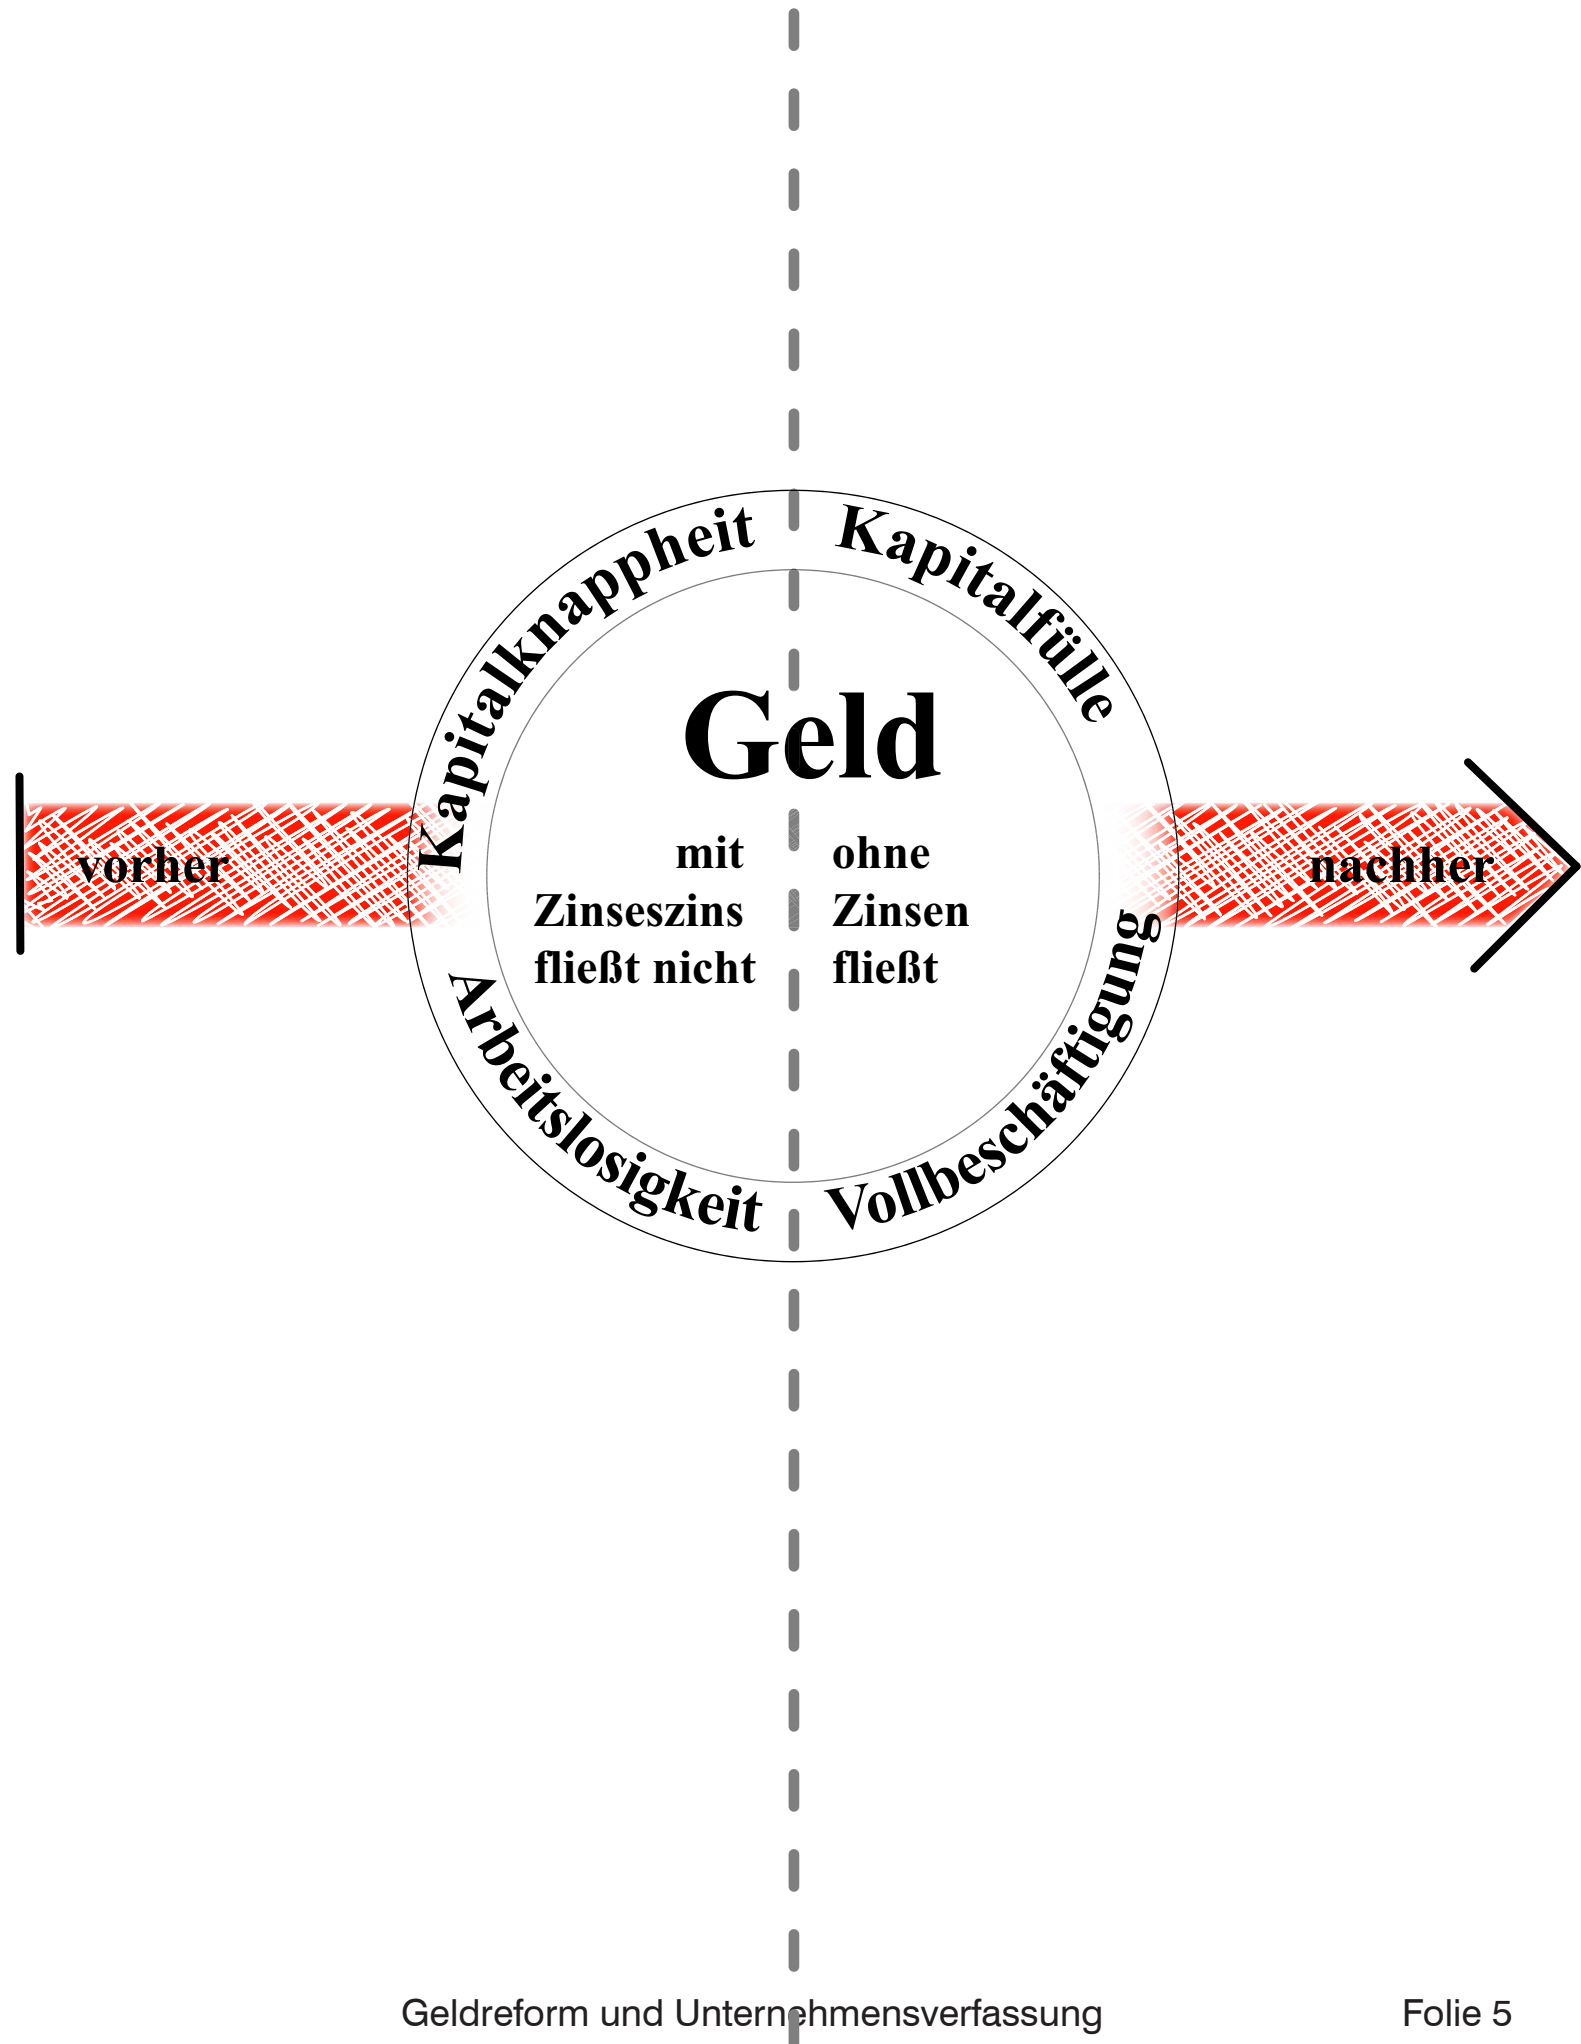 Kapitalknappheit
Kapitalfülle
Geld
vorher
mit
Zinseszins
fließt nicht
ohne
Zinsen
fließt
nachher
Arbeitslosigkeit
Vollbeschäftigung
Geldreform und Unternehmensverfassung
Folie 5